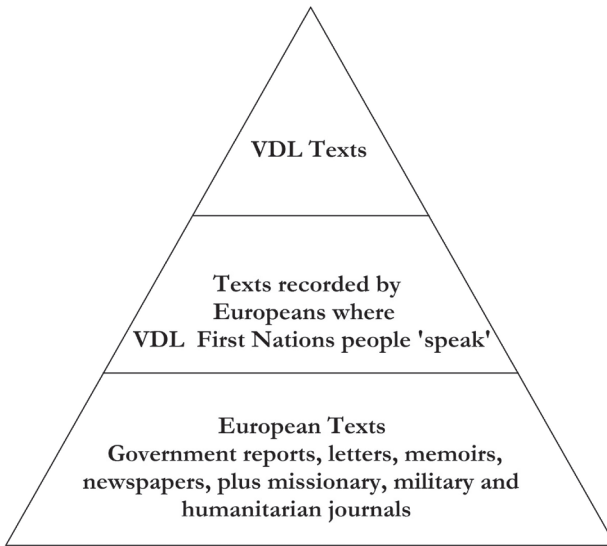 VDL Texts
Texts recorded by
Europeans where
VDL First Nations people 'speak'
European Texts
Government reports, letters, memoirs,
newspapers, plus missionary, military and
humanitarian journals